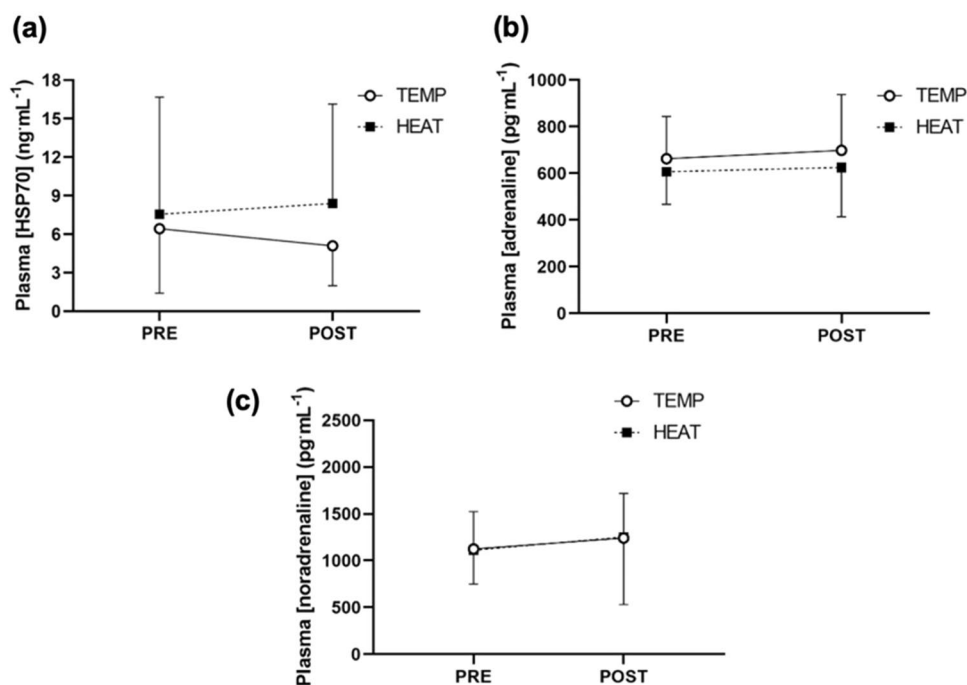 (a)
Plasma [HSP70] (ng·mL⁻¹)
18
15
12
9
6
3
0
PRE
POST
TEMP
HEAT
(b)
Plasma [adrenaline] (pg·mL⁻¹)
1000
800
600
400
200
0
PRE
POST
TEMP
HEAT
(c)
Plasma [noradrenaline] (pg·mL⁻¹)
2500
2000
1500
1000
500
0
PRE
POST
TEMP
HEAT